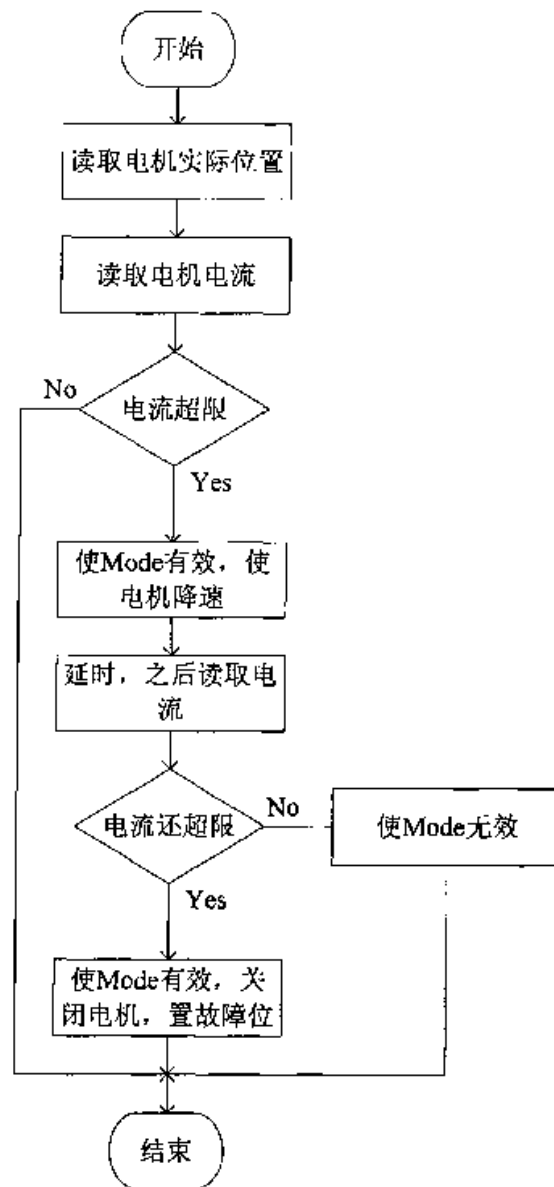 开始
读取电机实际位置
读取电机电流
No
电流超限
Yes
使Mode有效，使
电机降速
延时，之后读取电
流
电流还超限
No
使Mode无效
Yes
使Mode有效，关
闭电机，置故障位
结束